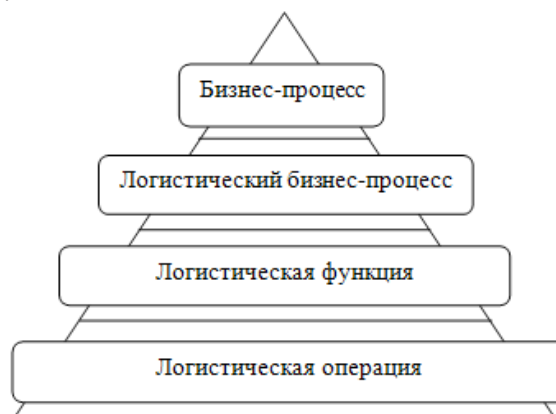 Бизнес-процесс
Логистический бизнес-процесс
Логистическая функция
Логистическая операция